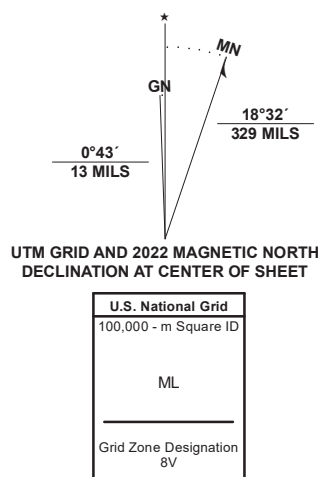 ★
MN
GN
18°32´
329 MILS
0°43´
13 MILS
UTM GRID AND 2022 MAGNETIC NORTH
DECLINATION AT CENTER OF SHEET
U.S. National Grid
100,000 - m Square ID
ML
Grid Zone Designation
8V